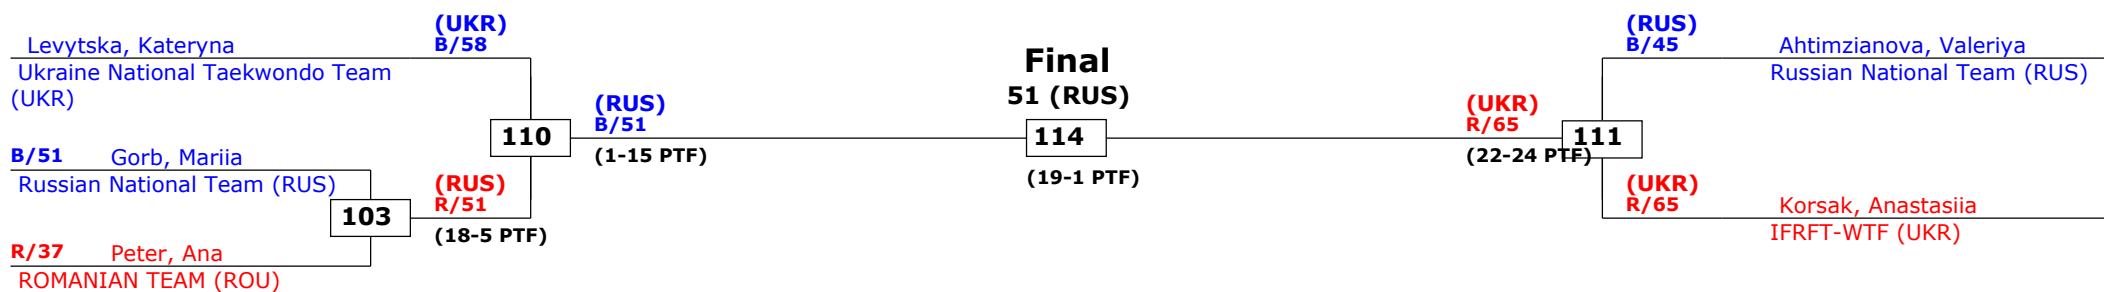 (UKR)
B/58
Levytska, Kateryna
Ukraine National Taekwondo Team
(UKR)
B/51 Gorb, Mariia
Russian National Team (RUS)
103
R/37 Peter, Ana
ROMANIAN TEAM (ROU)
(RUS)
R/51
(18-5 PTF)
110
(RUS)
B/51
(1-15 PTF)
Final
51 (RUS)
114
(19-1 PTF)
(UKR)
R/65
(22-24 PTF)
111
(RUS)
B/45
Ahtimzianova, Valeriya
Russian National Team (RUS)
(UKR)
R/65
Korsak, Anastasiia
IFRFT-WTF (UKR)